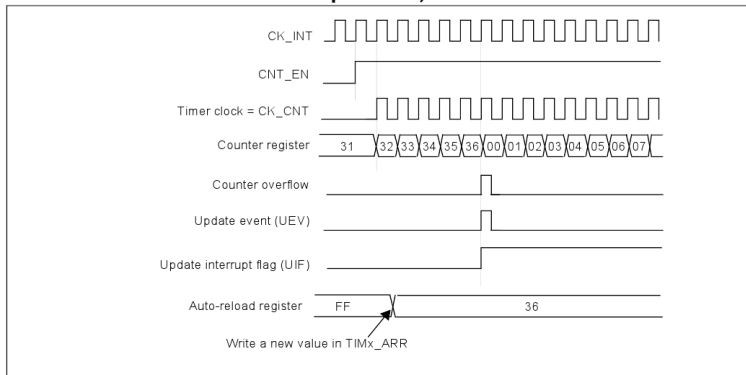 CK_INT
CNT_EN
Timer clock = CK_CNT
Counter register 31 32 33 34 35 36 00 01 02 03 04 05 06 07
Counter overflow
Update event (UEV)
Update interrupt flag (UIF)
Auto-reload register FF 36
Write a new value in TIMx_ARR